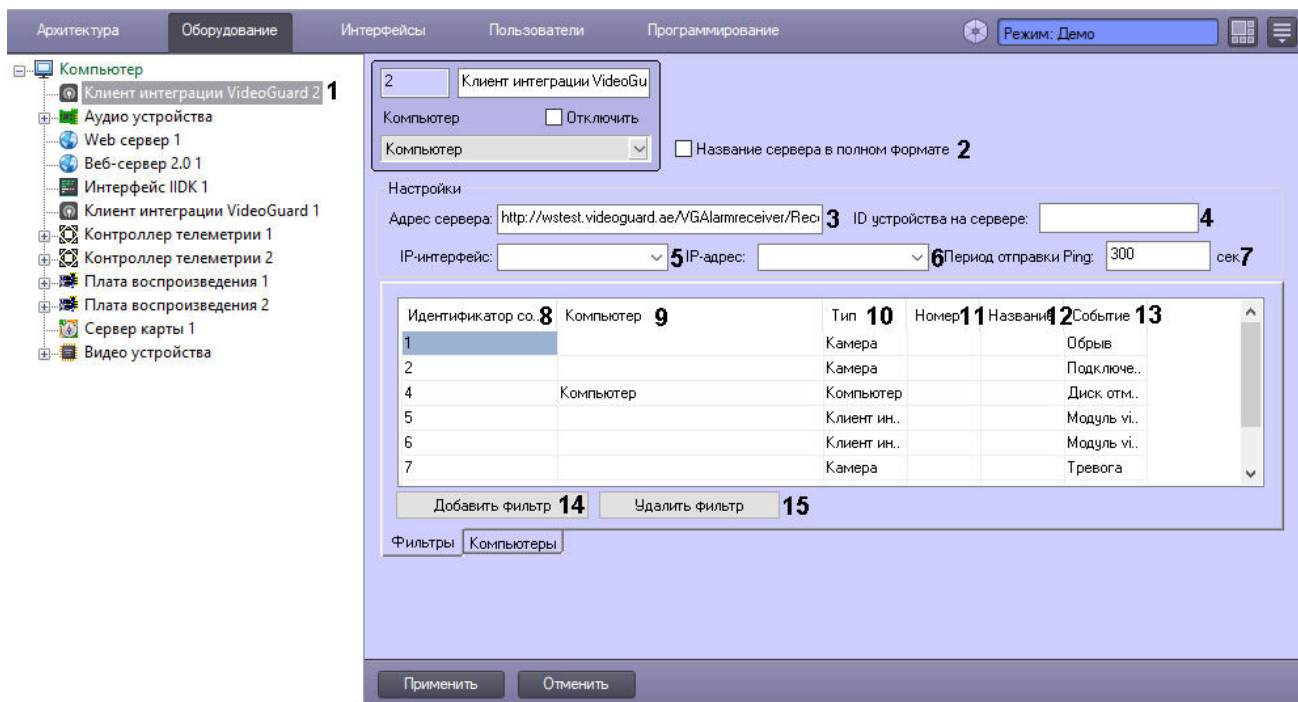 Архитектура Оборудование Интерфейсы Пользователи Программирование Режим: Демо
Компьютер
Клиент интеграции VideoGuard 2 1
Аудио устройства
Web сервер 1
Веб-сервер 2.0 1
Интерфейс IIDK 1
Клиент интеграции VideoGuard 1
Контроллер телеметрии 1
Контроллер телеметрии 2
Плата воспроизведения 1
Плата воспроизведения 2
Сервер карты 1
Видео устройства
2 Клиент интеграции VideoGu
Компьютер Отключить
Компьютер Название сервера в полном формате 2
Настройки
Адрес сервера: http://wstest.videoguard.ae/VGAlarmreceiver/Reci 3 ID устройства на сервере: 4
IP-интерфейс: 5 IP-адрес: 6 Период отправки Ping: 300 сек 7
Идентификатор со.. 8 Компьютер 9 Тип 10 Номер 11 Название 12 Событие 13
1 Камера Обрыв
2 Камера Подключе..
4 Компьютер Компьютер Диск отм..
5 Клиент ин.. Модуль vi..
6 Клиент ин.. Модуль vi..
7 Камера Тревога
Добавить фильтр 14 Удалить фильтр 15
Фильтры Компьютеры
Применить Отменить